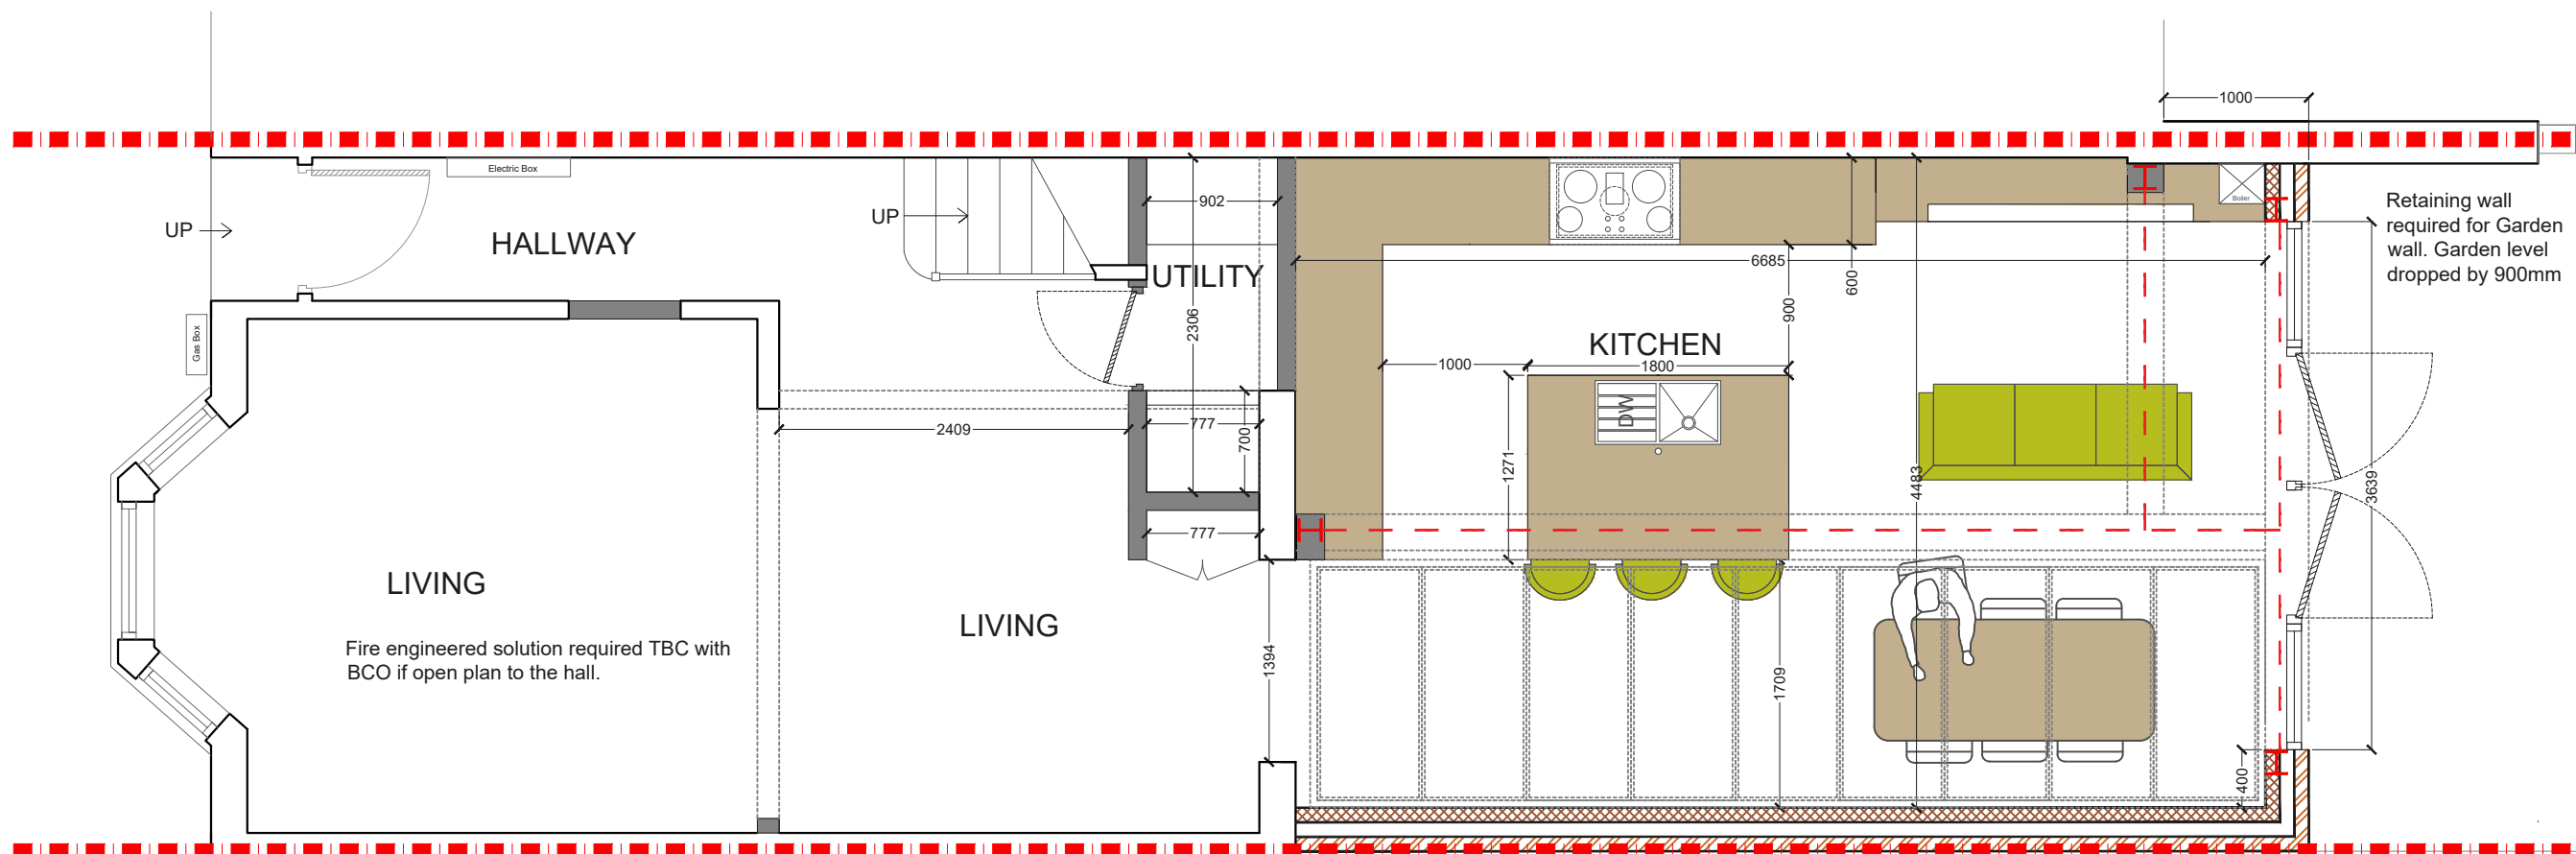 1000
Electric Box
UP
HALLWAY
UP
902
UTILITY
2306
6685
600
900
Boiler
Retaining wall
required for Garden
wall. Garden level
dropped by 900mm
Gas Box
KITCHEN
1000
1800
DW
2409
777
700
1271
4483
3639
777
LIVING
LIVING
Fire engineered solution required TBC with
BCO if open plan to the hall.
1394
1709
400